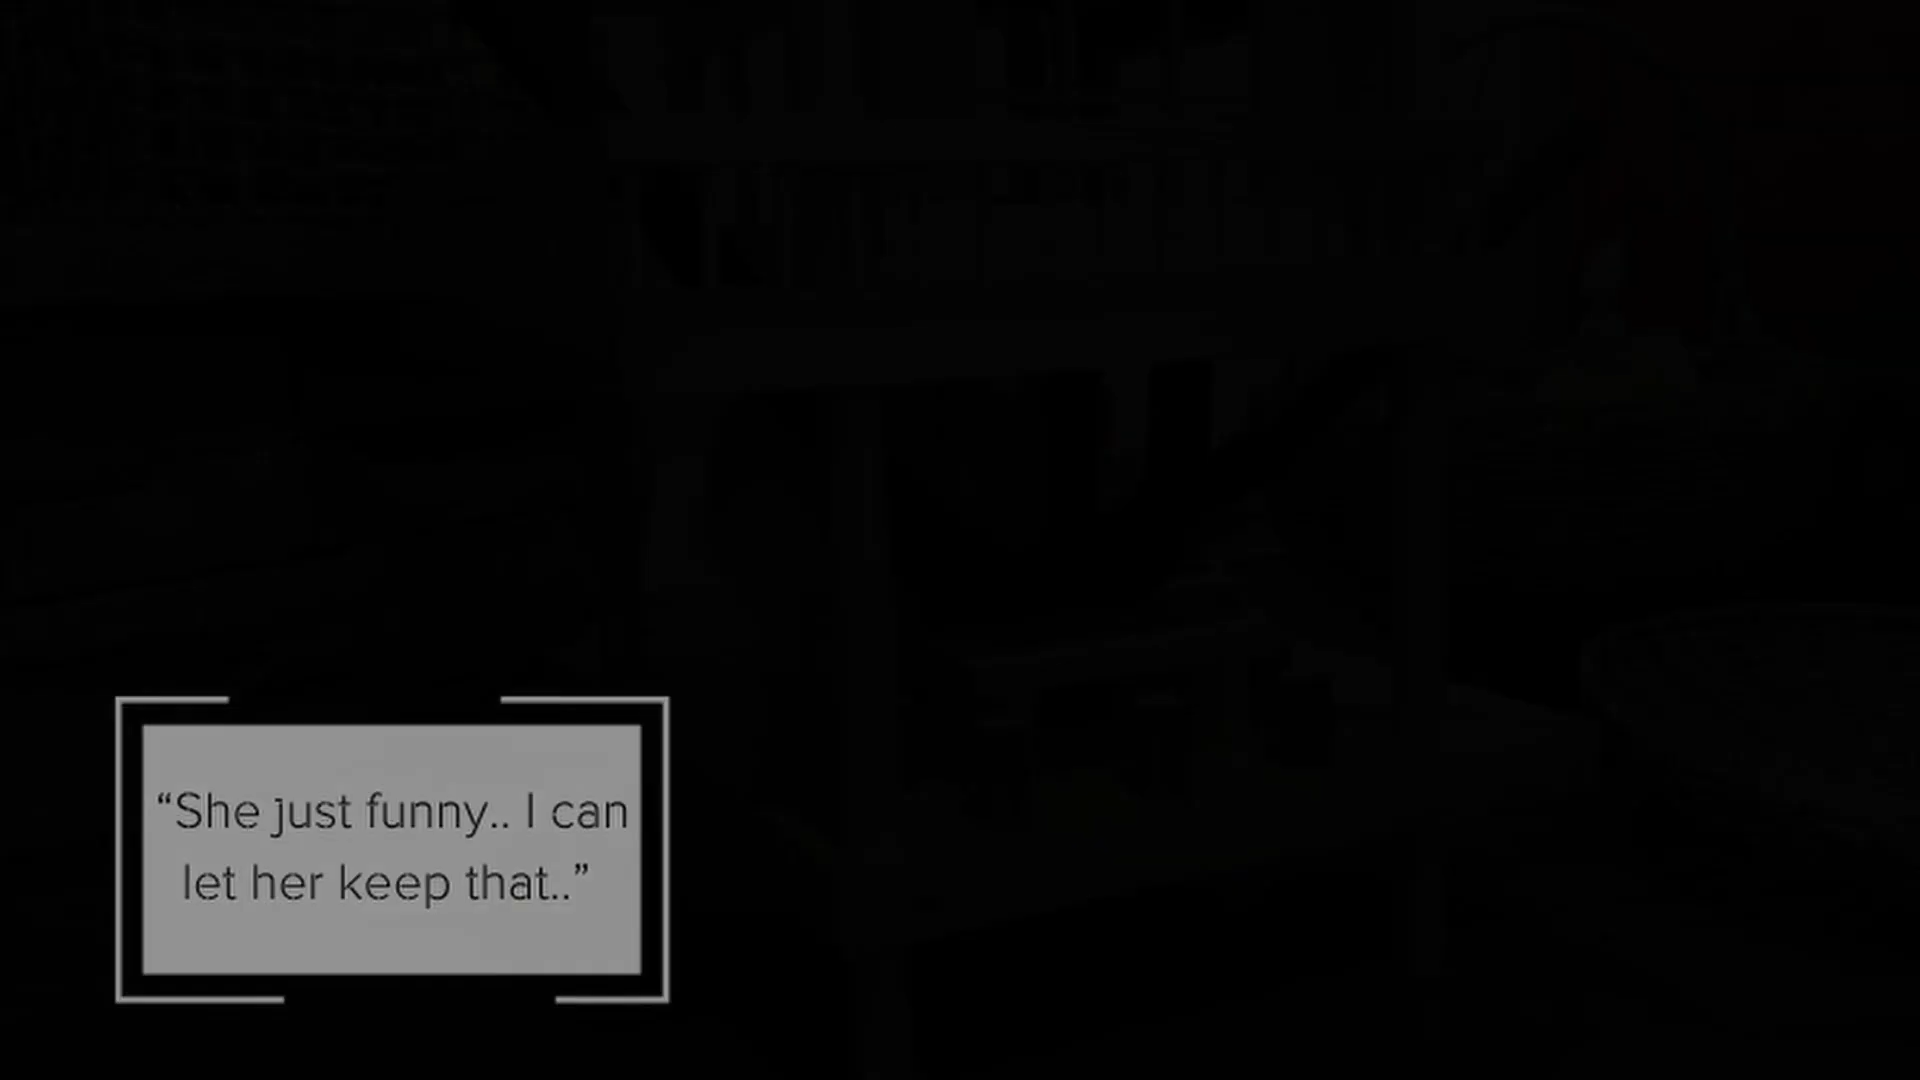 “She just funny.. I can
let her keep that..”